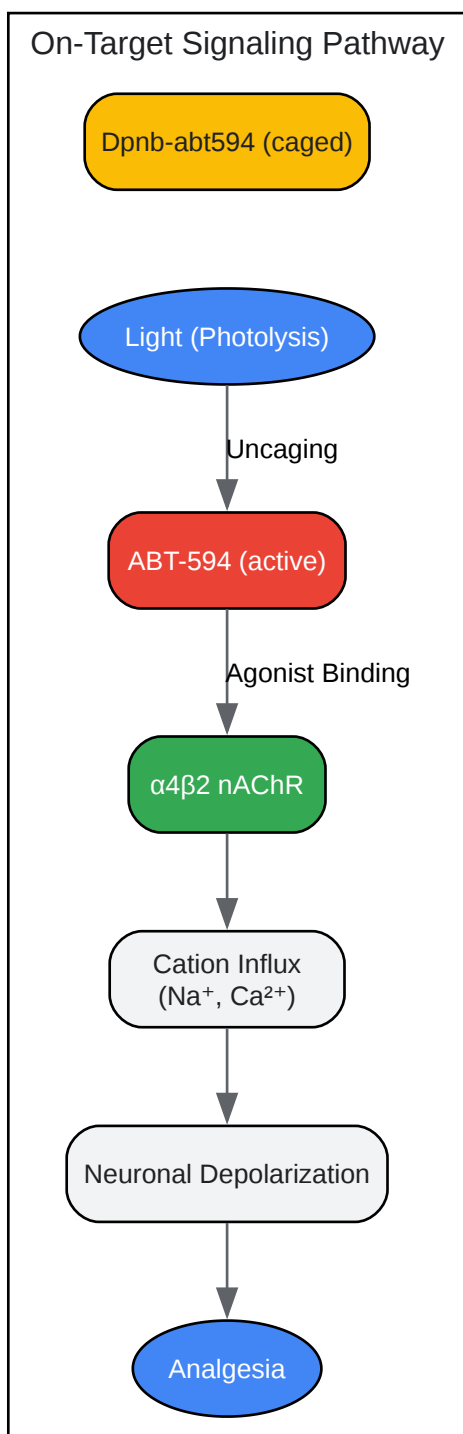 On-Target Signaling Pathway
Dpnb-abt594 (caged)
Light (Photolysis)
Uncaging
ABT-594 (active)
Agonist Binding
α4β2 nAChR
Cation Influx
(Na⁺, Ca²⁺)
Neuronal Depolarization
Analgesia